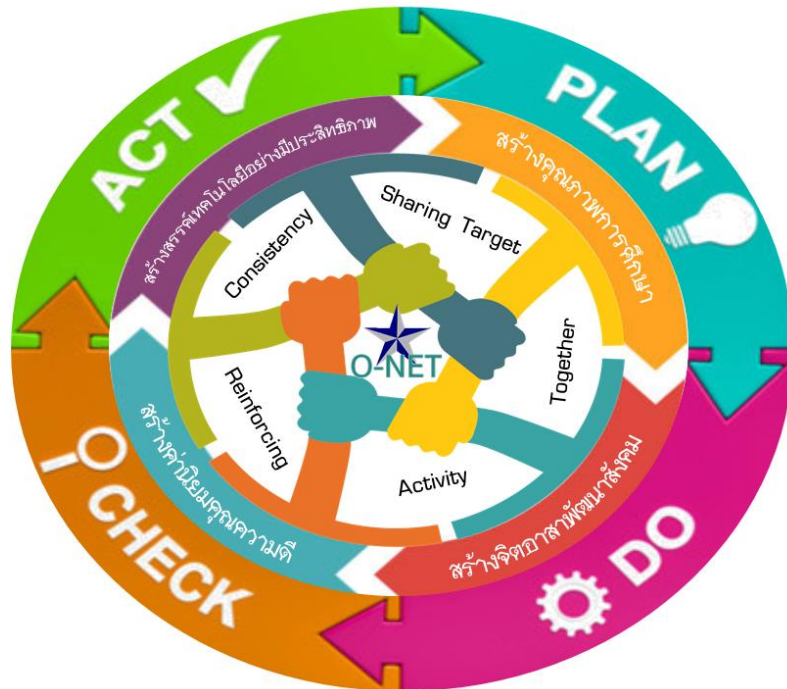 PLAN
DO
CHECK
ACT
สร้างคุณภาพการศึกษา
สร้างจิตอาสาพัฒนาสังคม
สร้างค่านิยมคุณความดี
สร้างสรรค์เทคโนโลยีอย่างมีประสิทธิภาพ
Sharing Target
Together
Activity
Reinforcing
Consistency
O-NET